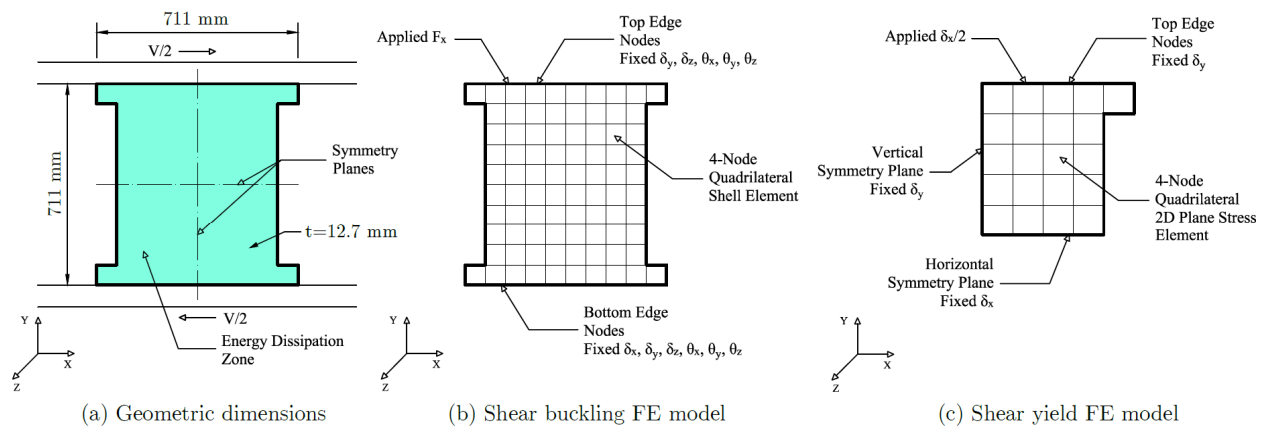 711 mm
V/2
711 mm
Symmetry
Planes
t=12.7 mm
V/2
Energy Dissipation
Zone
Y
X
Z
(a) Geometric dimensions
Applied Fₓ
Top Edge
Nodes
Fixed δy, δz, θx, θy, θz
4-Node
Quadrilateral
Shell Element
Bottom Edge
Nodes
Fixed δx, δy, δz, θx, θy, θz
Y
X
Z
(b) Shear buckling FE model
Applied δx/2
Top Edge
Nodes
Fixed δy
Vertical
Symmetry Plane
Fixed δy
4-Node
Quadrilateral
2D Plane Stress
Element
Horizontal
Symmetry Plane
Fixed δx
Y
X
Z
(c) Shear yield FE model